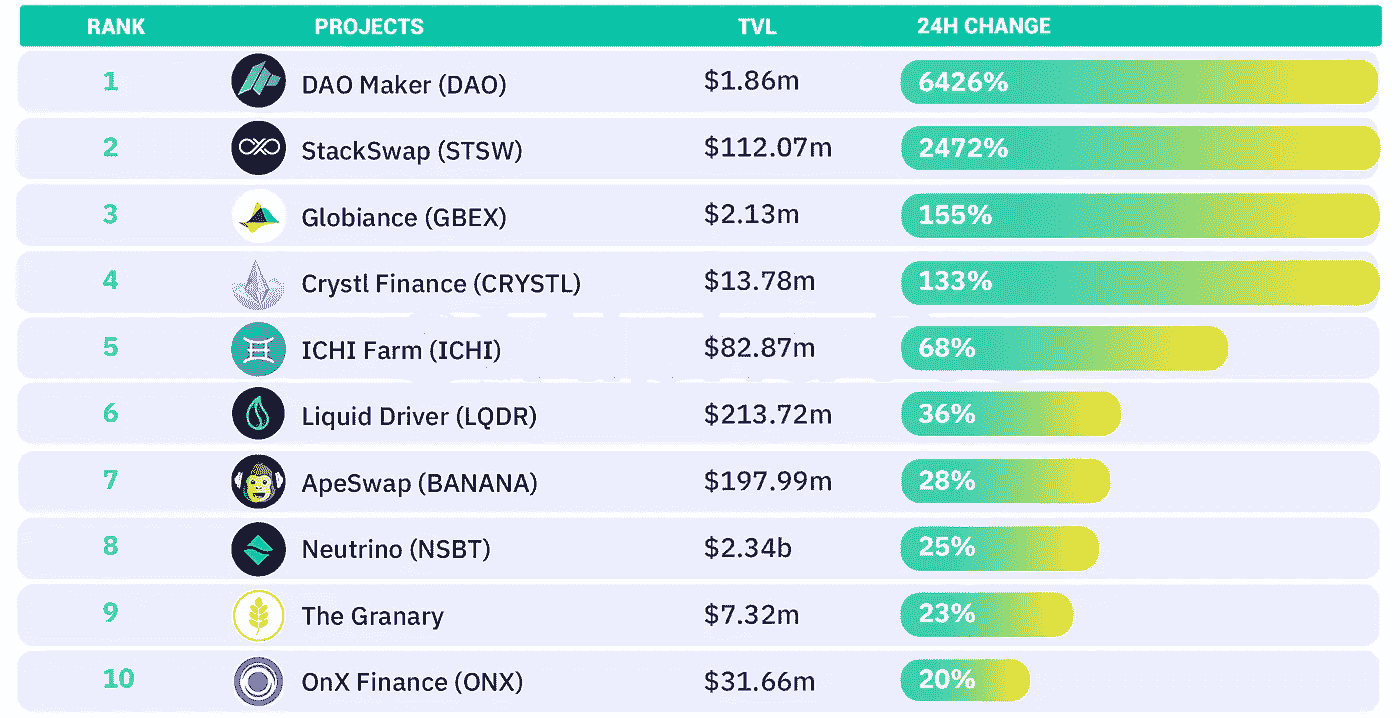 RANK PROJECTS TVL 24H CHANGE
1 DAO Maker (DAO) $1.86m 6426%
2 StackSwap (STSW) $112.07m 2472%
3 Globiance (GBEX) $2.13m 155%
4 Crystl Finance (CRYSTL) $13.78m 133%
5 ICHI Farm (ICHI) $82.87m 68%
6 Liquid Driver (LQDR) $213.72m 36%
7 ApeSwap (BANANA) $197.99m 28%
8 Neutrino (NSBT) $2.34b 25%
9 The Granary $7.32m 23%
10 OnX Finance (ONX) $31.66m 20%